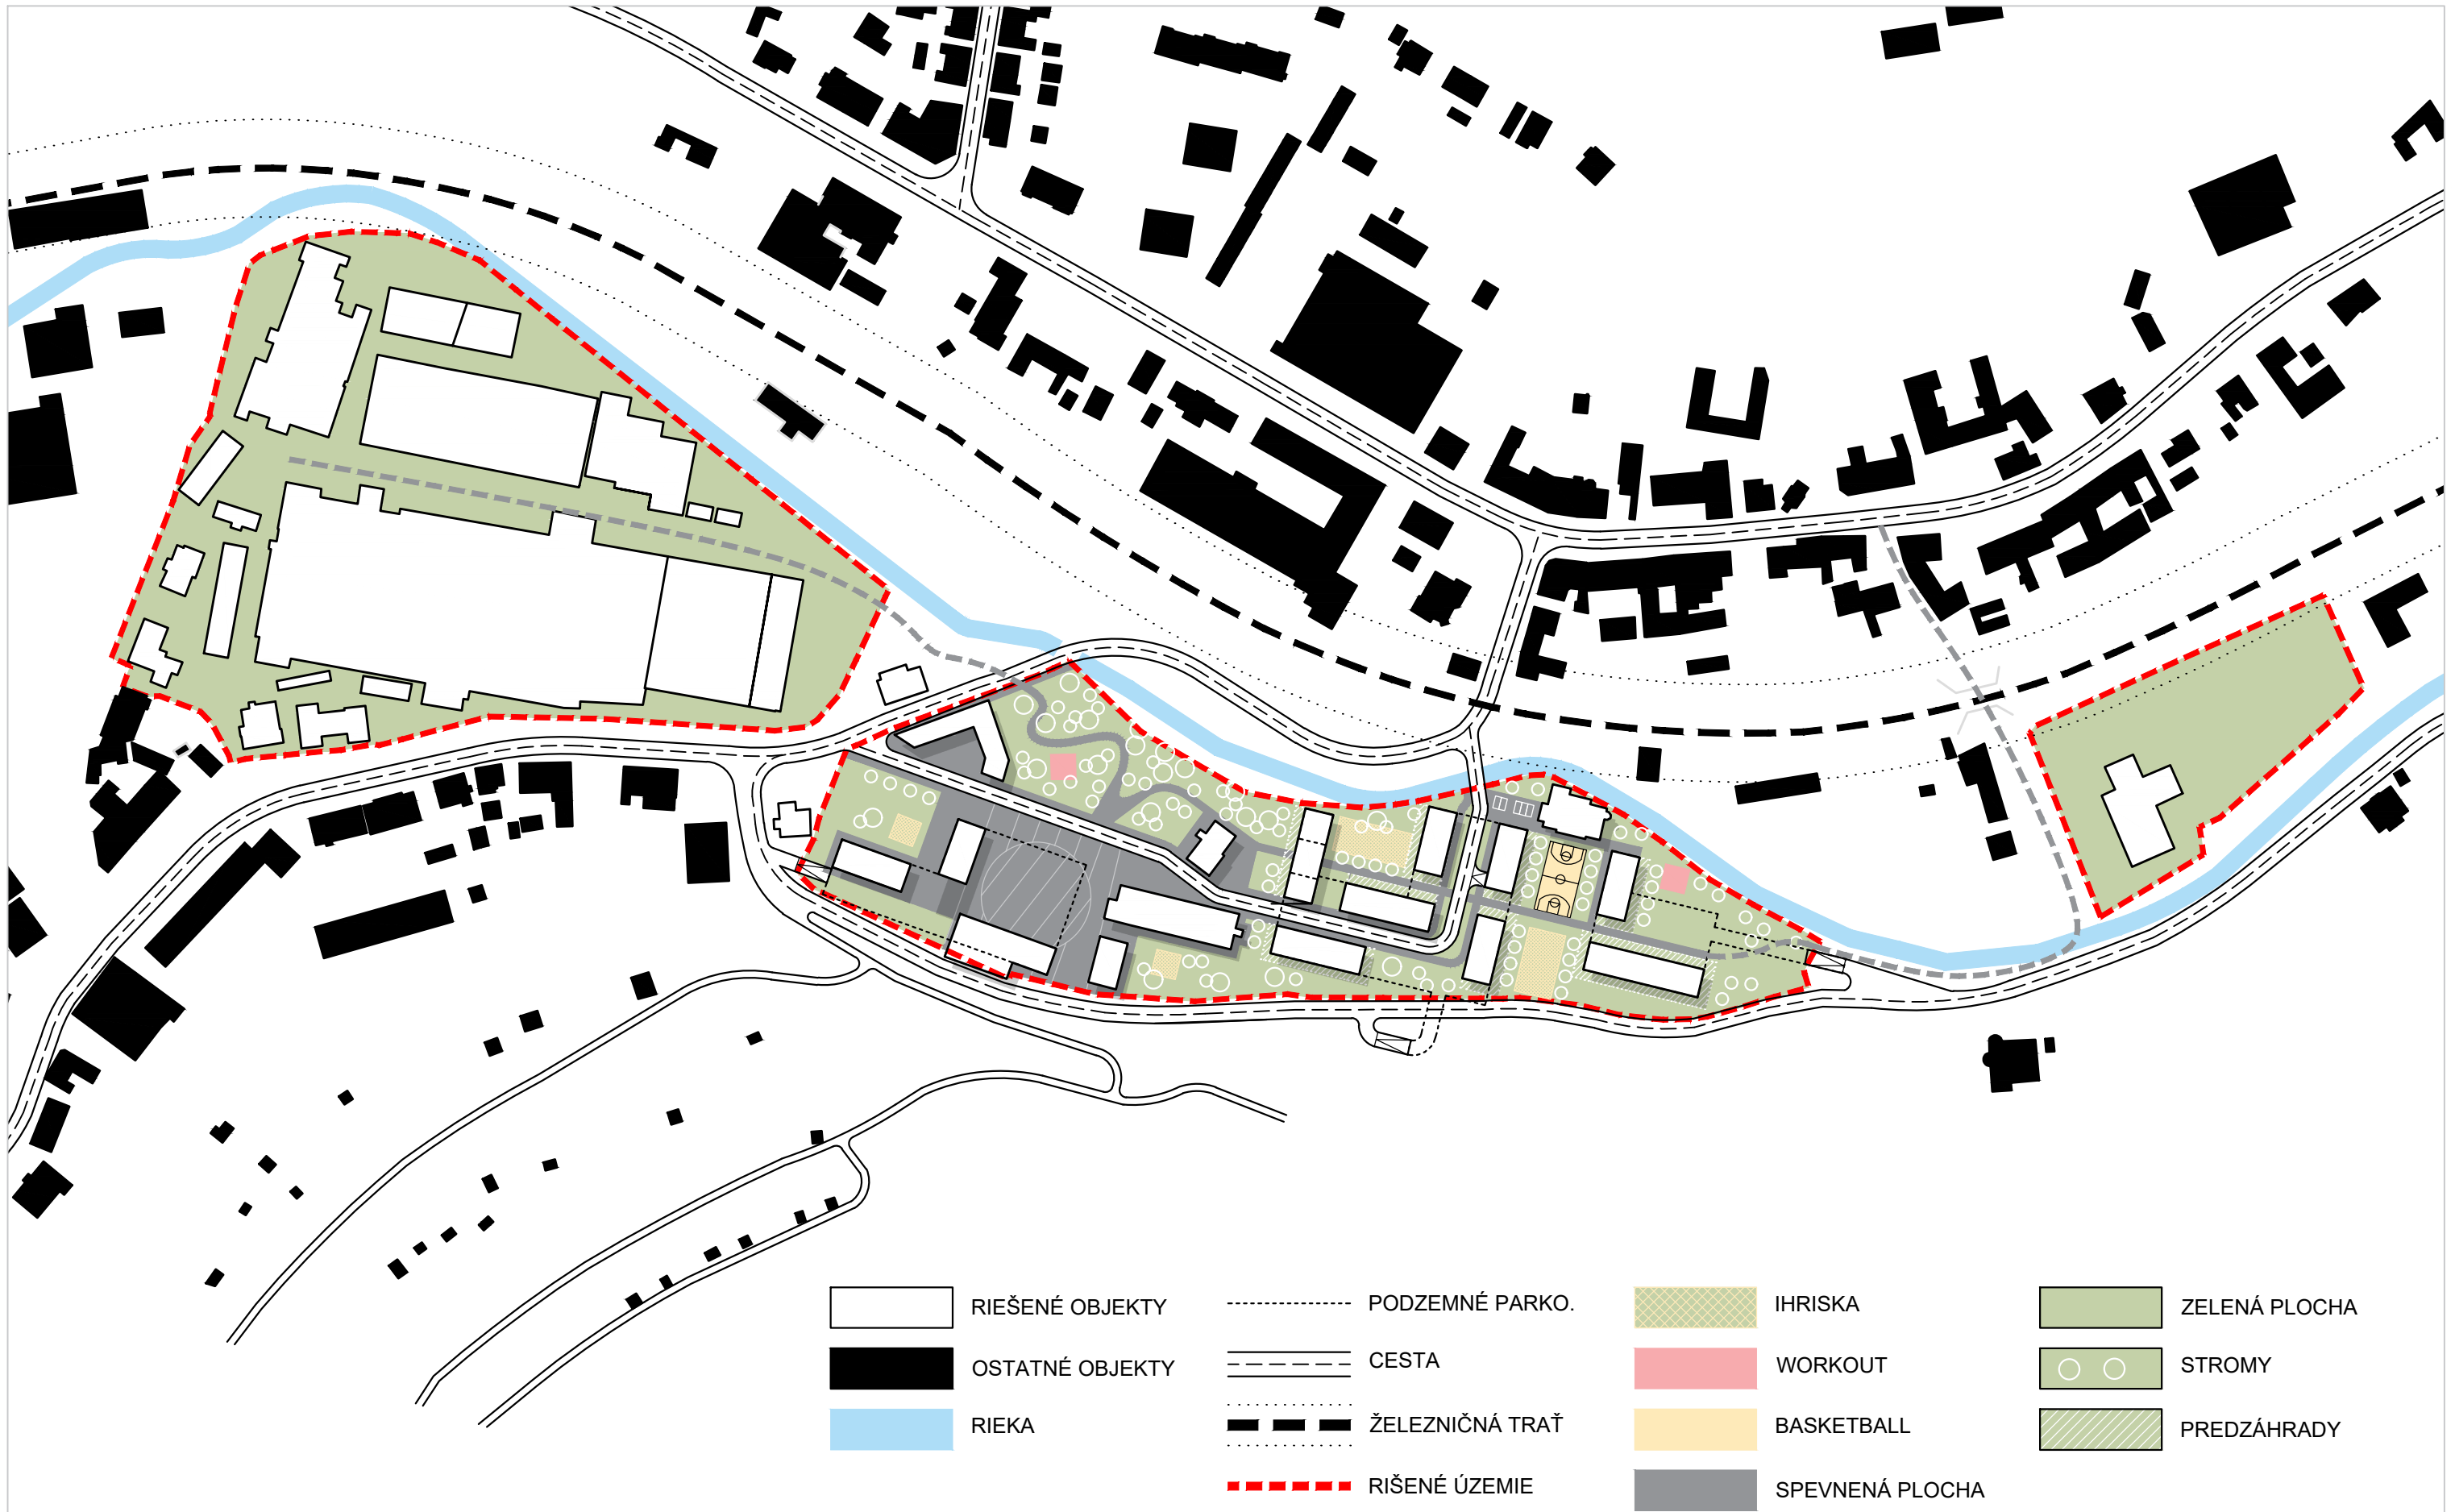 RIEŠENÉ OBJEKTY
OSTATNÉ OBJEKTY
RIEKA
PODZEMNÉ PARKO.
CESTA
ŽELEZNIČNÁ TRAŤ
RIŠENÉ ÚZEMIE
IHRISKA
WORKOUT
BASKETBALL
SPEVNENÁ PLOCHA
ZELENÁ PLOCHA
STROMY
PREDZÁHRADY